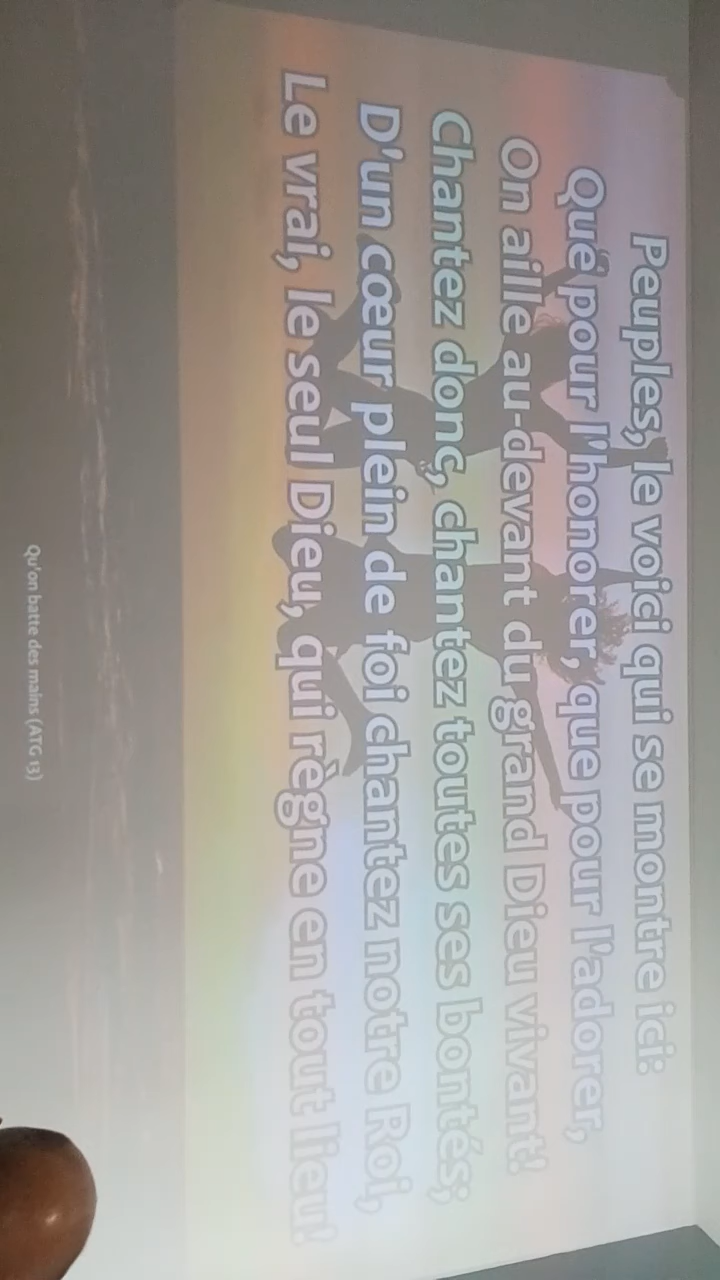 Peuples, le voici qui se montre ici:
Que pour l'honorer, que pour l'adorer,
On aille au-devant du grand Dieu vivant!
Chantez donc, chantez toutes ses bontés;
D'un cœur plein de foi chantez notre Roi,
Le vrai, le seul Dieu, qui règne en tout lieu!
Qu'on batte des mains (ATG 13)